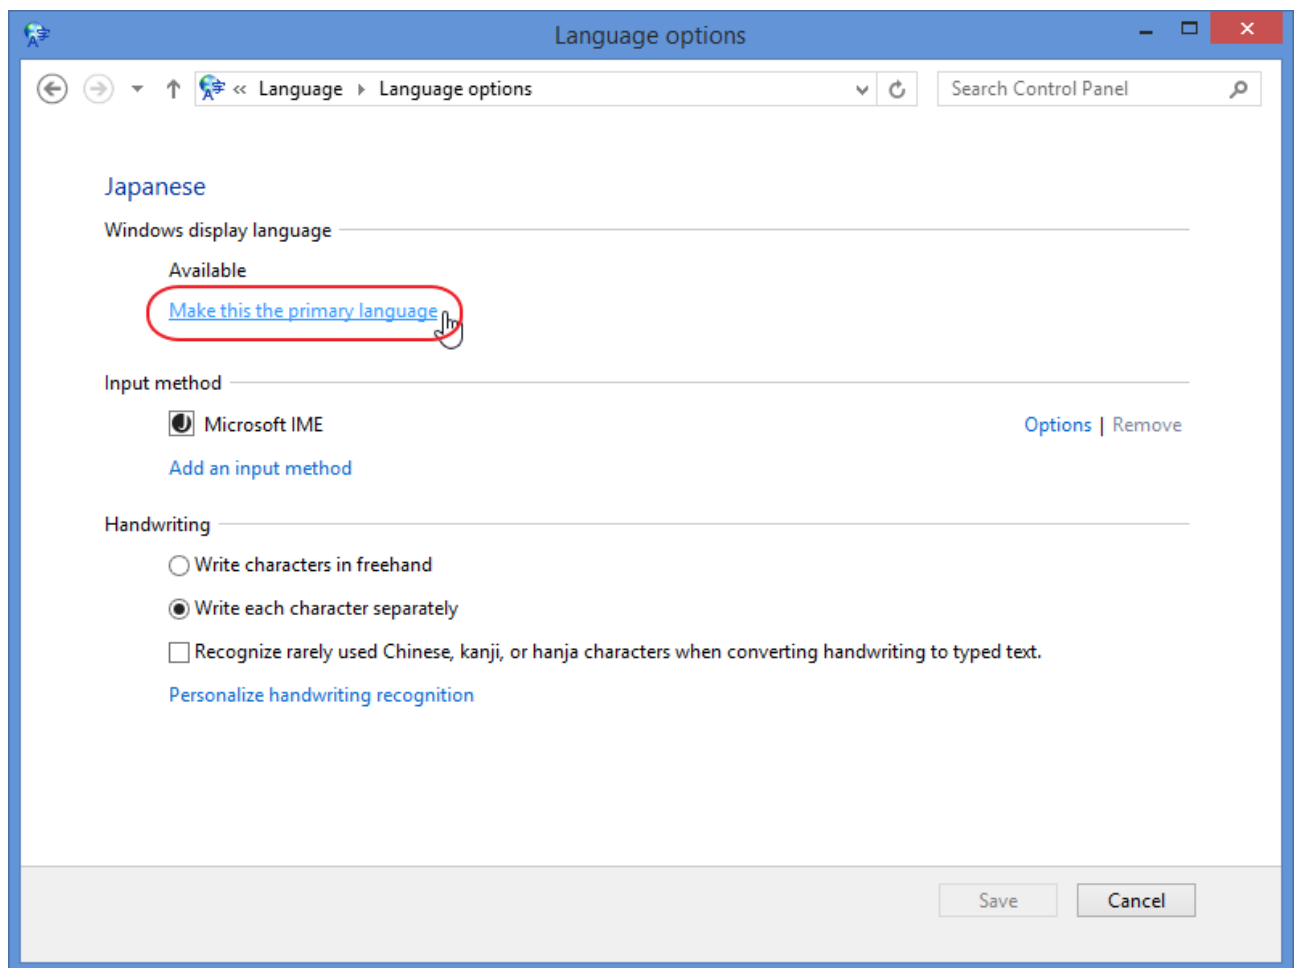 Language options
« Language Language options
Search Control Panel
Japanese
Windows display language
Available
Make this the primary language
Input method
Microsoft IME
Options | Remove
Add an input method
Handwriting
Write characters in freehand
Write each character separately
Recognize rarely used Chinese, kanji, or hanja characters when converting handwriting to typed text.
Personalize handwriting recognition
Save
Cancel